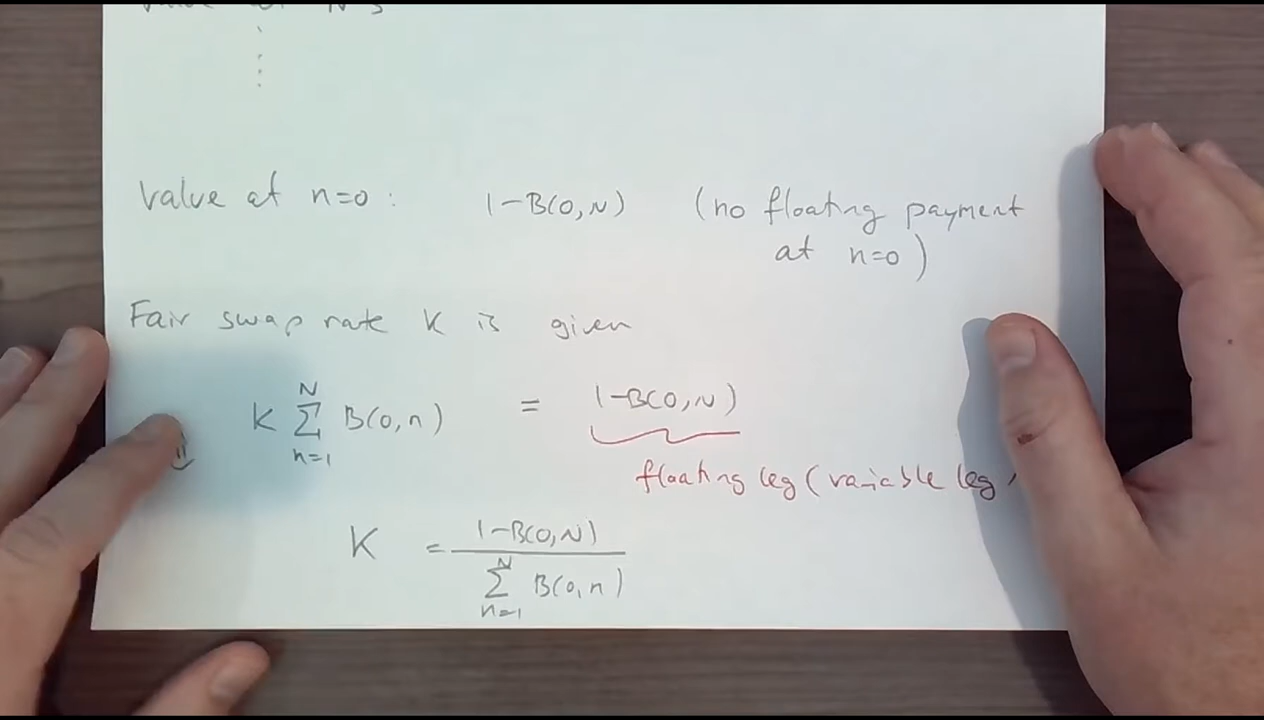 Value at n=0 : 1-B(0,N) (no floating payment
at n=0)
Fair swap rate K is given
K ∑_{n=1}^{N} B(0,n) = 1-B(0,N)
floating leg (variable leg
K = \frac{1-B(0,N)}{∑_{n=1}^{N} B(0,n)}